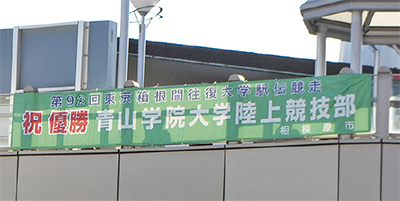 第92回東京箱根間往復大学駅伝競走
祝 優勝 青山学院大学陸上競技部
相模原市